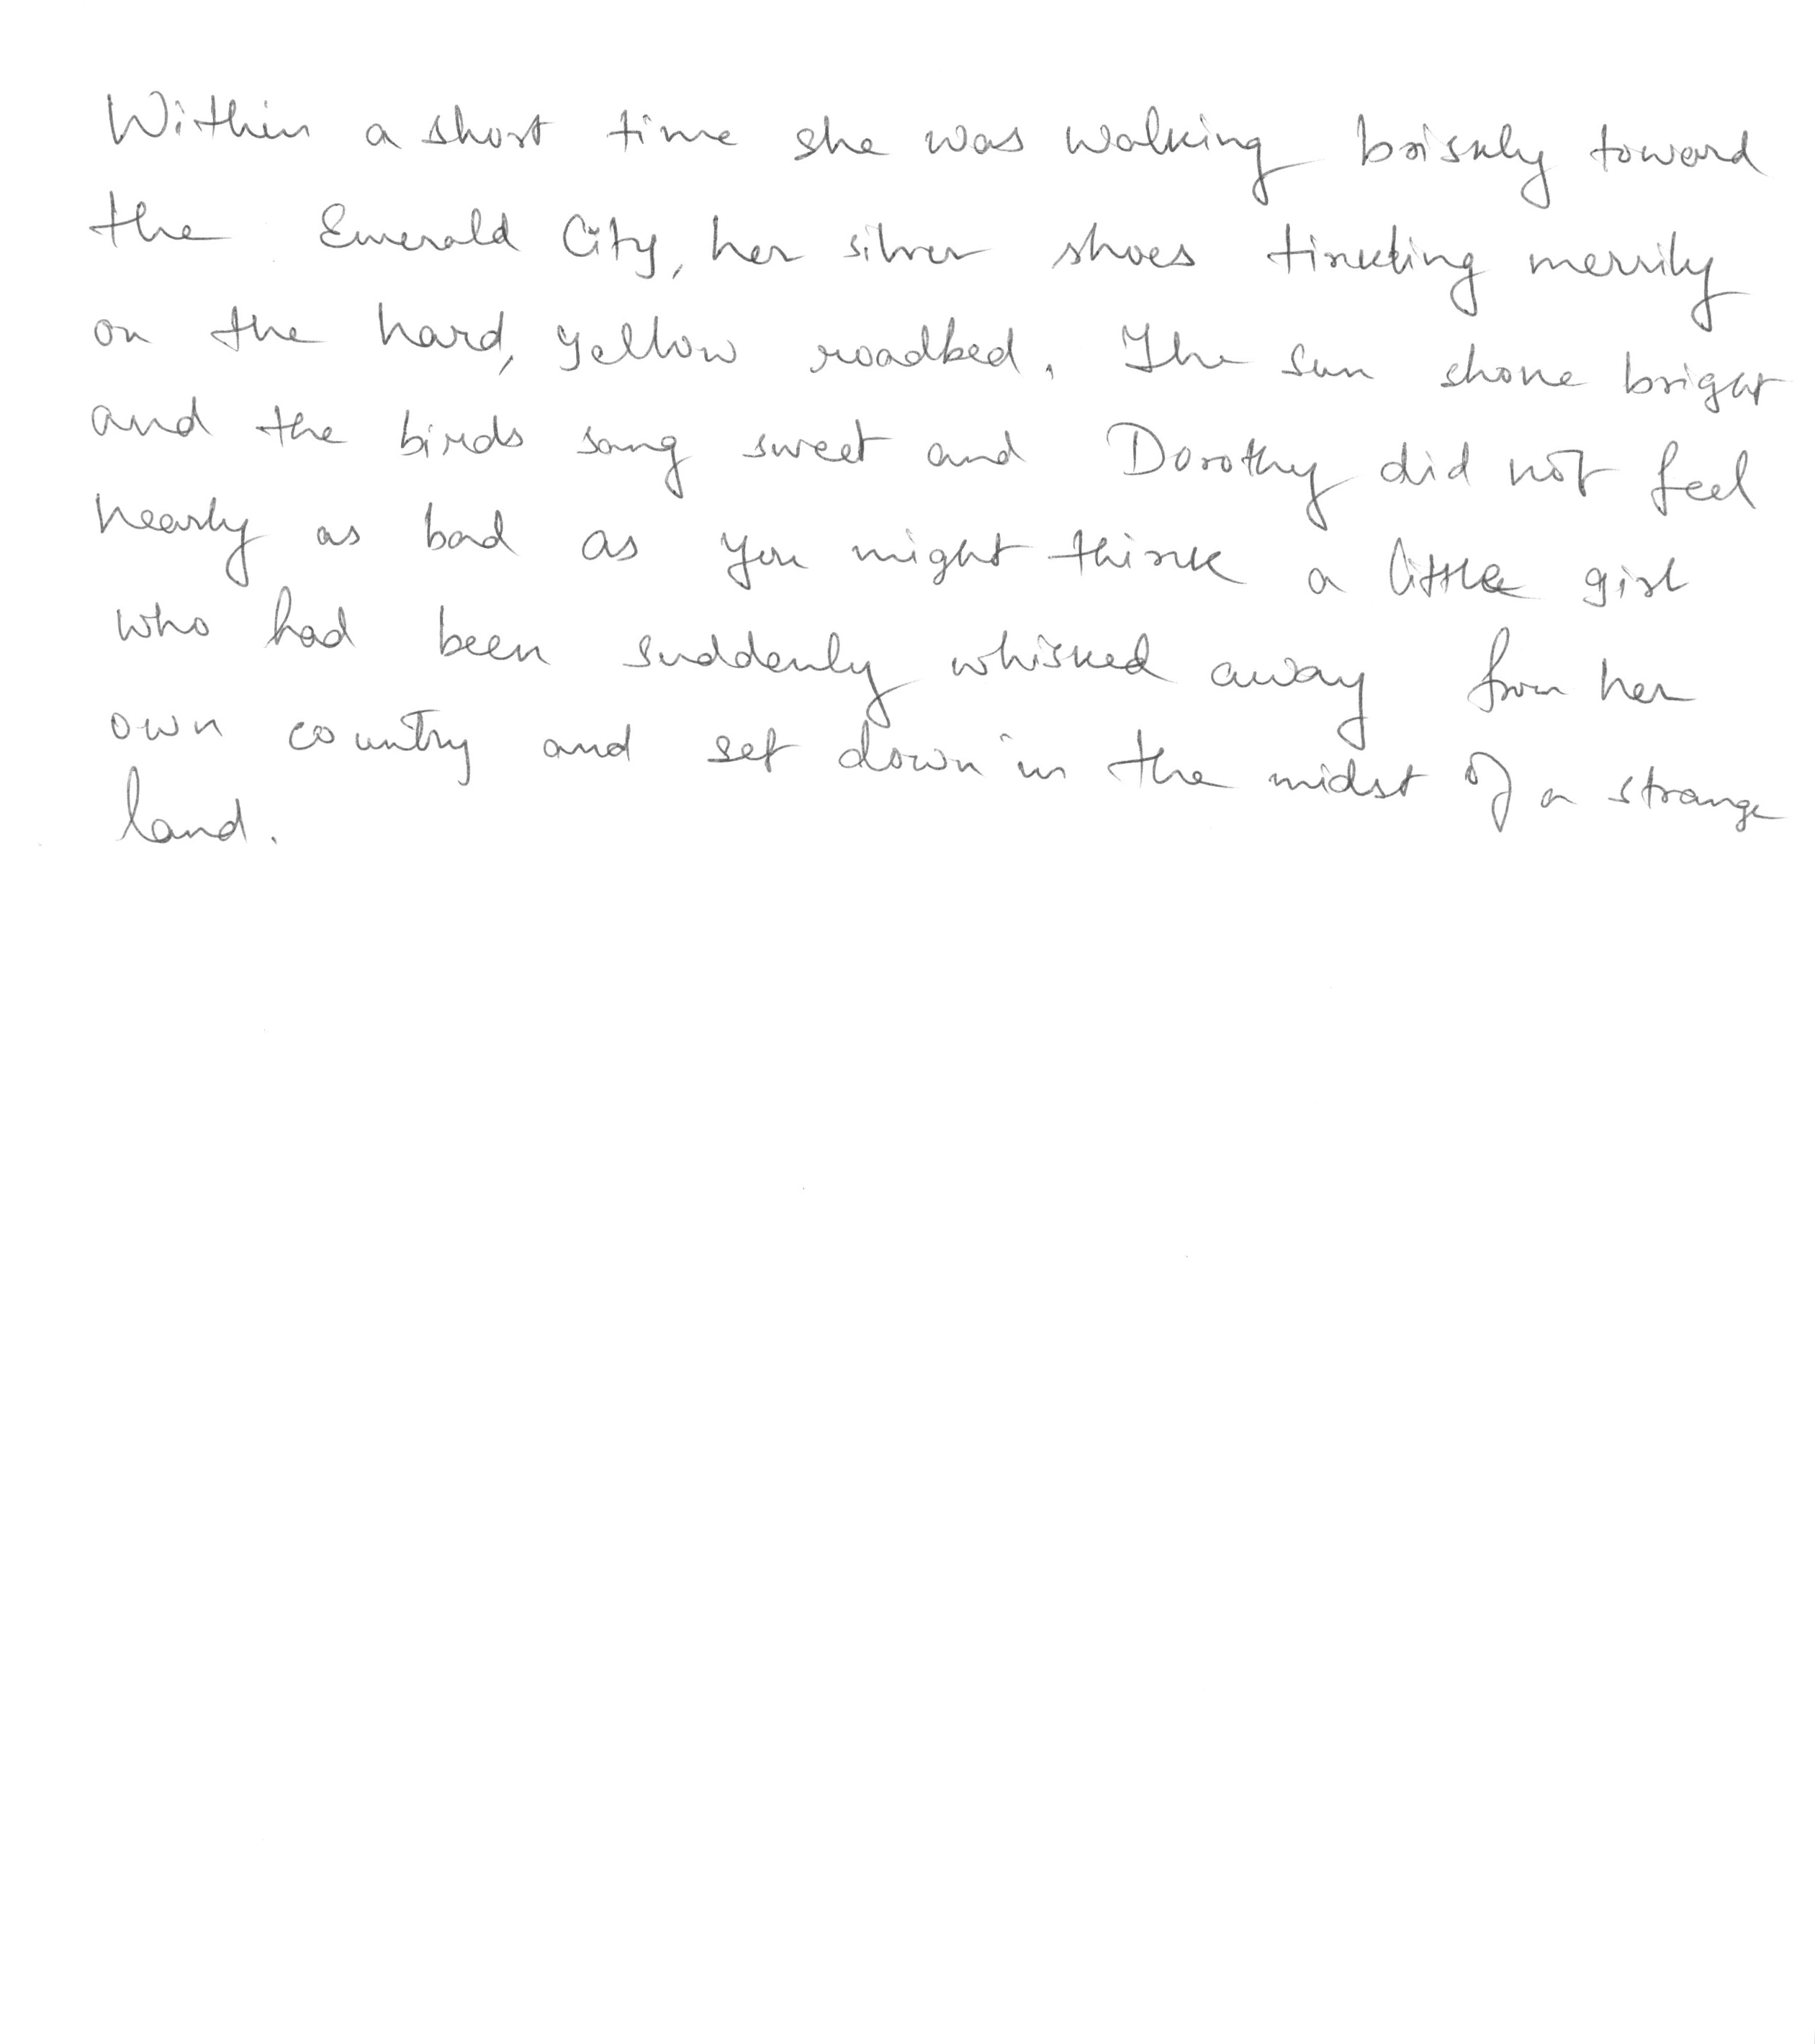 Within a short time she was walking briskly toward
the Emerald City, her silver shoes tinkling merrily
on the hard, yellow roadbed. The sun shone bright
and the birds sang sweet and Dorothy did not feel
nearly as bad as you might think a little girl
who had been suddenly whisked away from her
own country and set down in the midst of a strange
land.